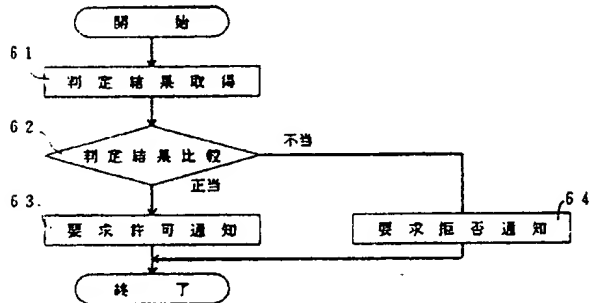 開 始
61
判 定 結 果 取 得
62
判 定 結 果 比 較
不当
正当
63
要 求 許 可 通 知
64
要 求 拒 否 通 知
終 了